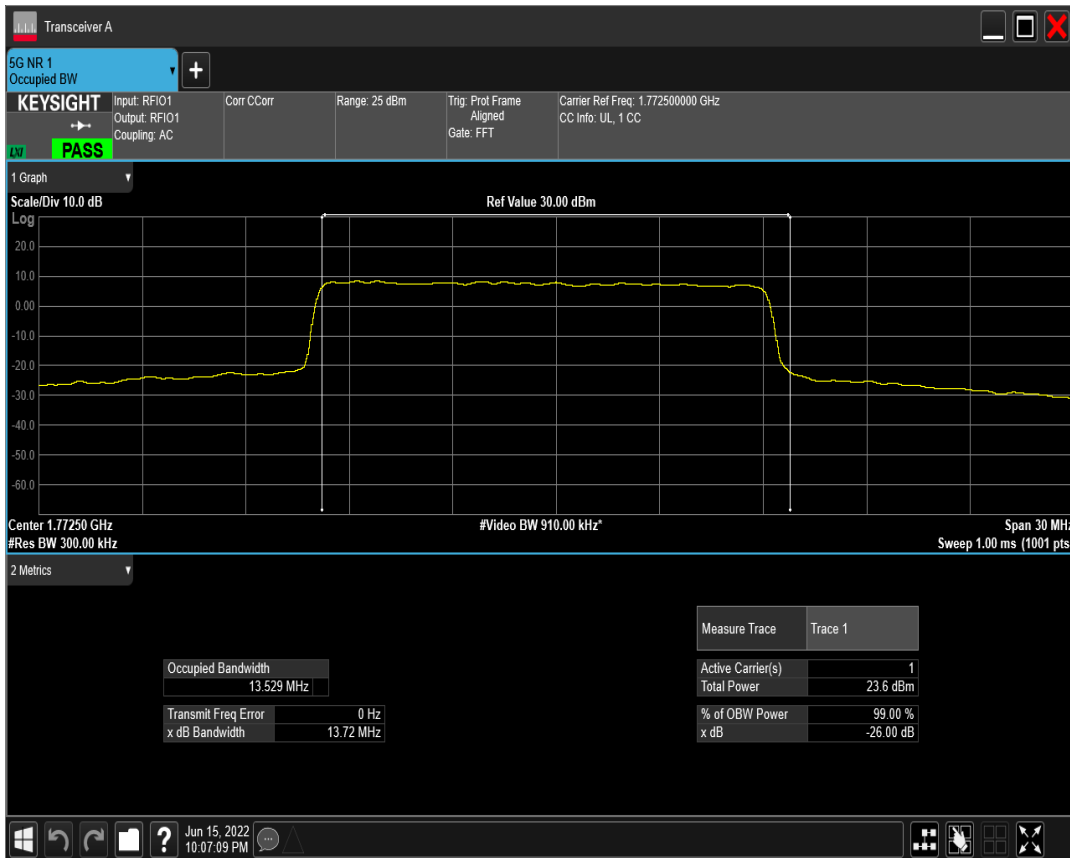 Transceiver A
5G NR 1
Occupied BW
KEYSIGHT
LXI
PASS
Input: RFIO1
Output: RFIO1
Coupling: AC
Corr CCorr
Range: 25 dBm
Trig: Prot Frame
Aligned
Gate: FFT
Carrier Ref Freq: 1.772500000 GHz
CC Info: UL, 1 CC
1 Graph
Scale/Div 10.0 dB
Ref Value 30.00 dBm
Log
20.0
10.0
0.00
-10.0
-20.0
-30.0
-40.0
-50.0
-60.0
Center 1.77250 GHz
#Video BW 910.00 kHz*
Span 30 MHz
#Res BW 300.00 kHz
Sweep 1.00 ms (1001 pts
2 Metrics
Measure Trace Trace 1
Occupied Bandwidth
13.529 MHz
Active Carrier(s) 1
Total Power 23.6 dBm
Transmit Freq Error 0 Hz
x dB Bandwidth 13.72 MHz
% of OBW Power 99.00 %
x dB -26.00 dB
?
Jun 15, 2022
10:07:09 PM